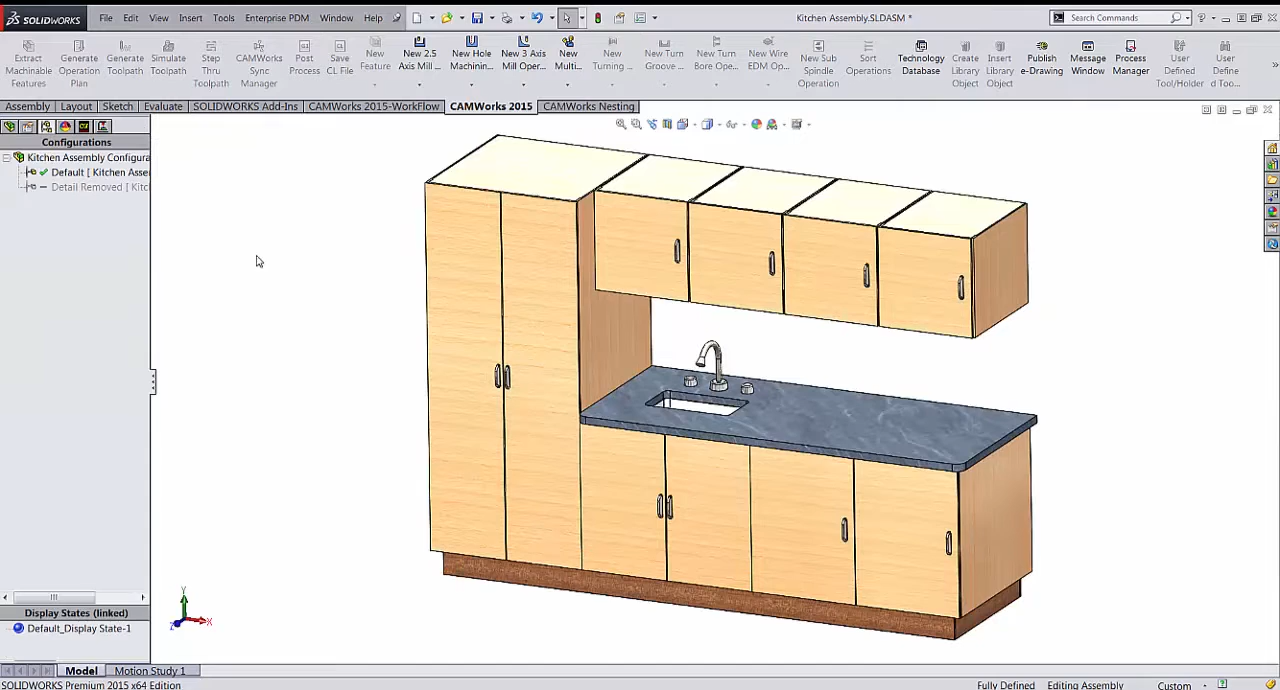 SOLIDWORKS File Edit View Insert Tools Enterprise PDM Window Help Kitchen Assembly.SLDASM * Search Commands ?
Extract Machinable Features
Generate Operation Plan
Generate Toolpath
Simulate Toolpath
Step Thru Toolpath
CAMWorks Sync Manager
Post Process
Save CL File
New Feature
New 2.5 Axis Mill ...
New Hole Machinin...
New 3 Axis Mill Oper...
New Multi...
New Turning ...
New Turn Groove ...
New Turn Bore Ope...
New Wire EDM Op...
New Sub Spindle Operation
Sort Operations
Technology Database
Create Library Object
Insert Library Object
Publish e-Drawing
Message Window
Process Manager
User Defined Tool/Holder
User Define d Too...
Assembly Layout Sketch Evaluate SOLIDWORKS Add-Ins CAMWorks 2015-WorkFlow CAMWorks 2015 CAMWorks Nesting
Configurations
Kitchen Assembly Configura
Default [ Kitchen Asse
Detail Removed [ Kitc
Y
X
Z
Display States (linked)
Default_Display State-1
Model Motion Study 1
SOLIDWORKS Premium 2015 x64 Edition Fully Defined Editing Assembly Custom